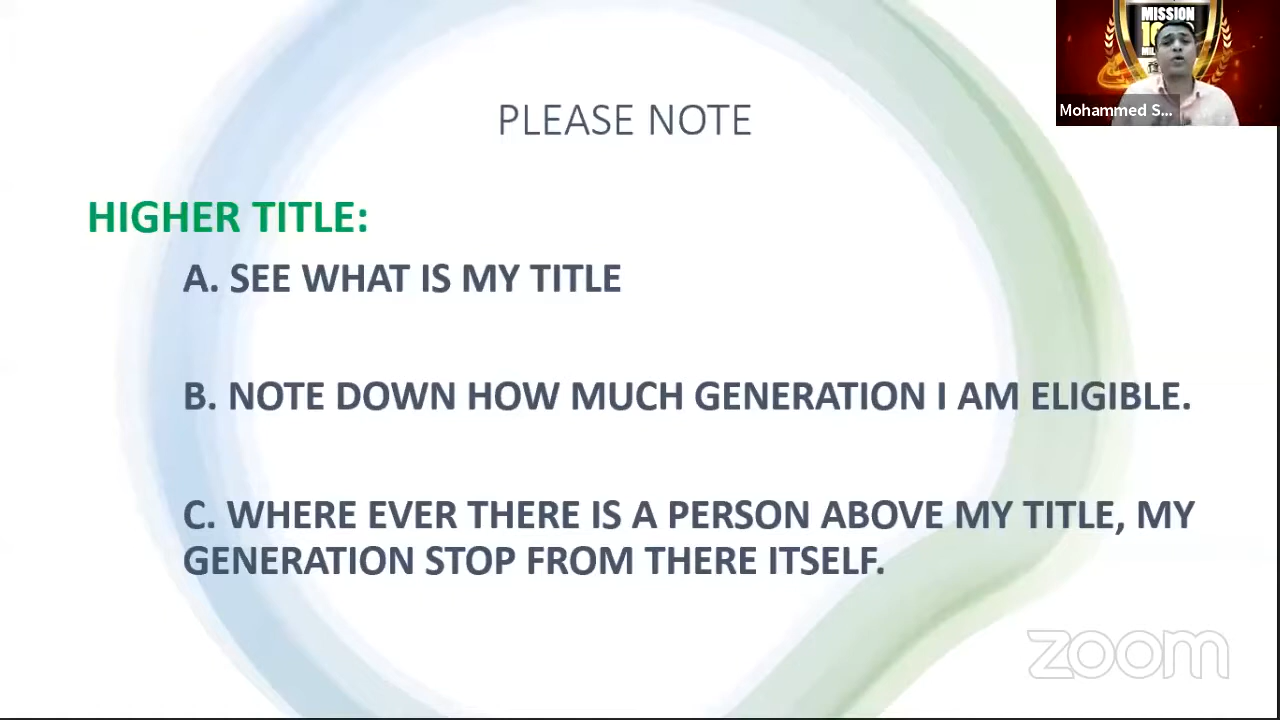 MISSION
Mohammed S...
PLEASE NOTE
HIGHER TITLE:
A. SEE WHAT IS MY TITLE
B. NOTE DOWN HOW MUCH GENERATION I AM ELIGIBLE.
C. WHERE EVER THERE IS A PERSON ABOVE MY TITLE, MY
GENERATION STOP FROM THERE ITSELF.
zoom